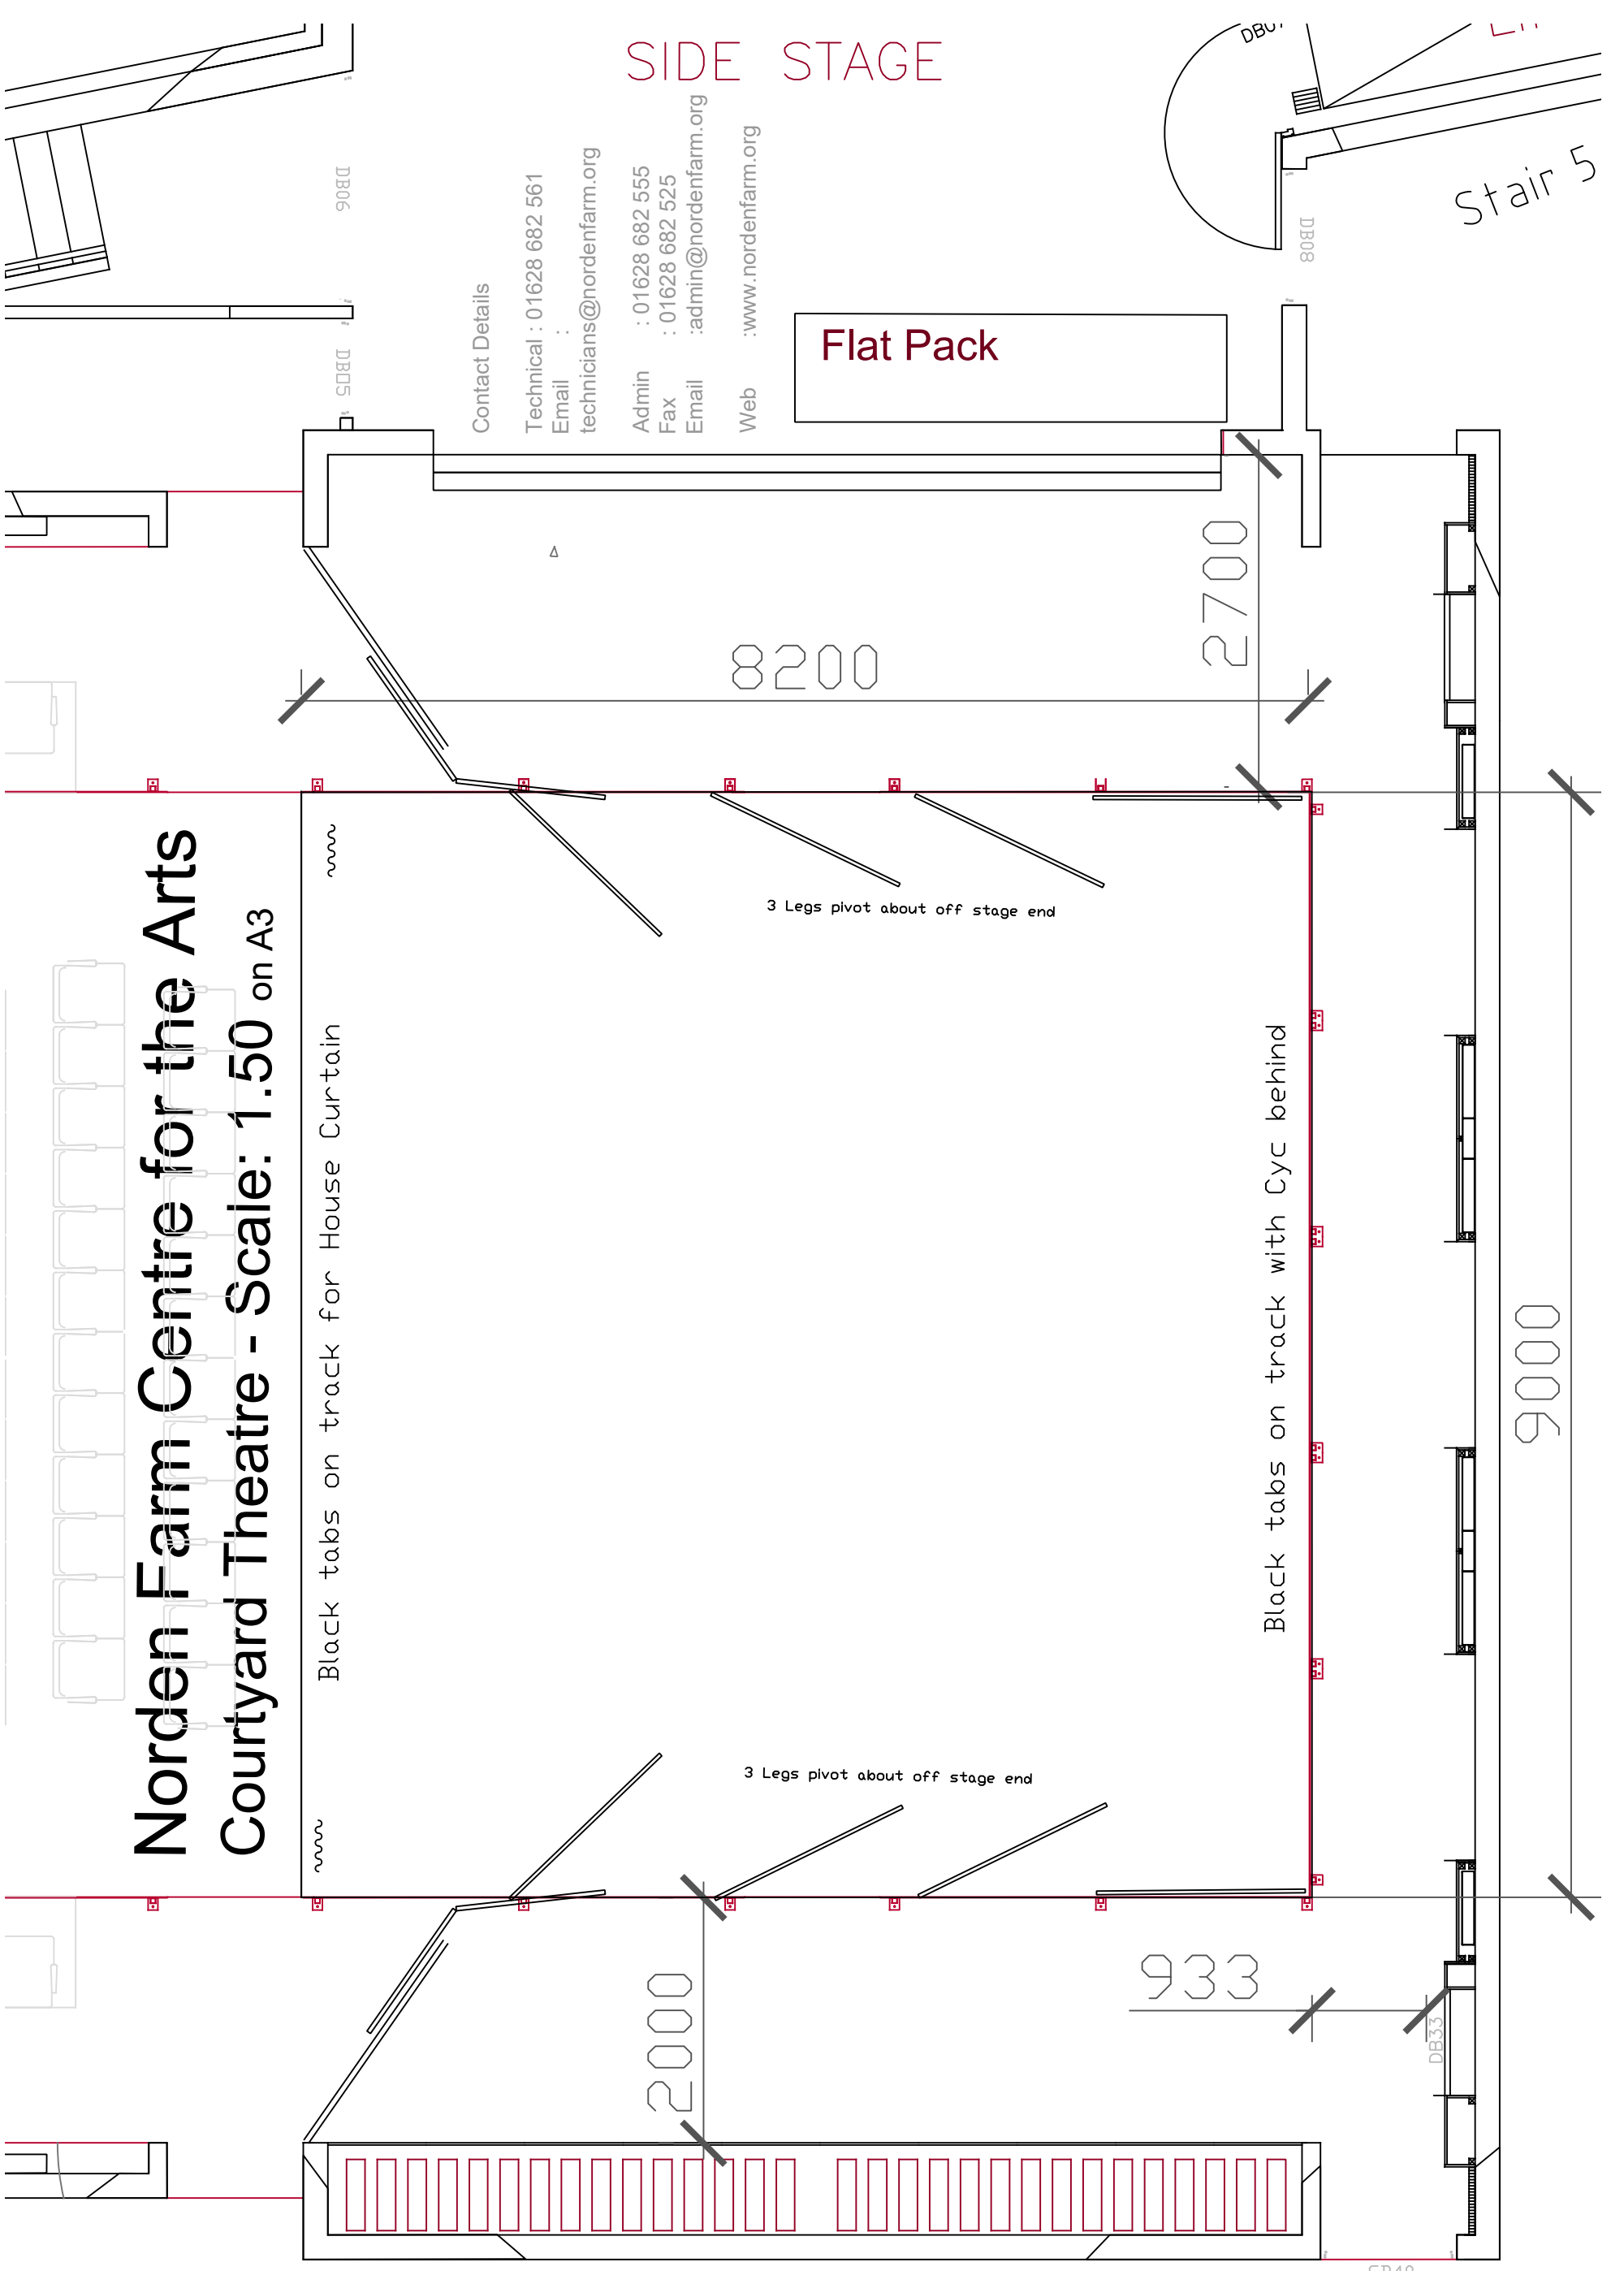 SIDE STAGE
Stair 5
DB06
DB08
DB05
Contact Details
Technical : 01628 682 561
Email :
technicians@nordenfarm.org
Admin : 01628 682 555
Fax : 01628 682 525
Email :admin@nordenfarm.org
Web :www.nordenfarm.org
Flat Pack
2700
8200
3 Legs pivot about off stage end
Norden Farm Centre for the Arts
Courtyard Theatre - Scale: 1.50 on A3
Black tabs on track for House Curtain
Black tabs on track with Cyc behind
9000
3 Legs pivot about off stage end
2000
933
DB33